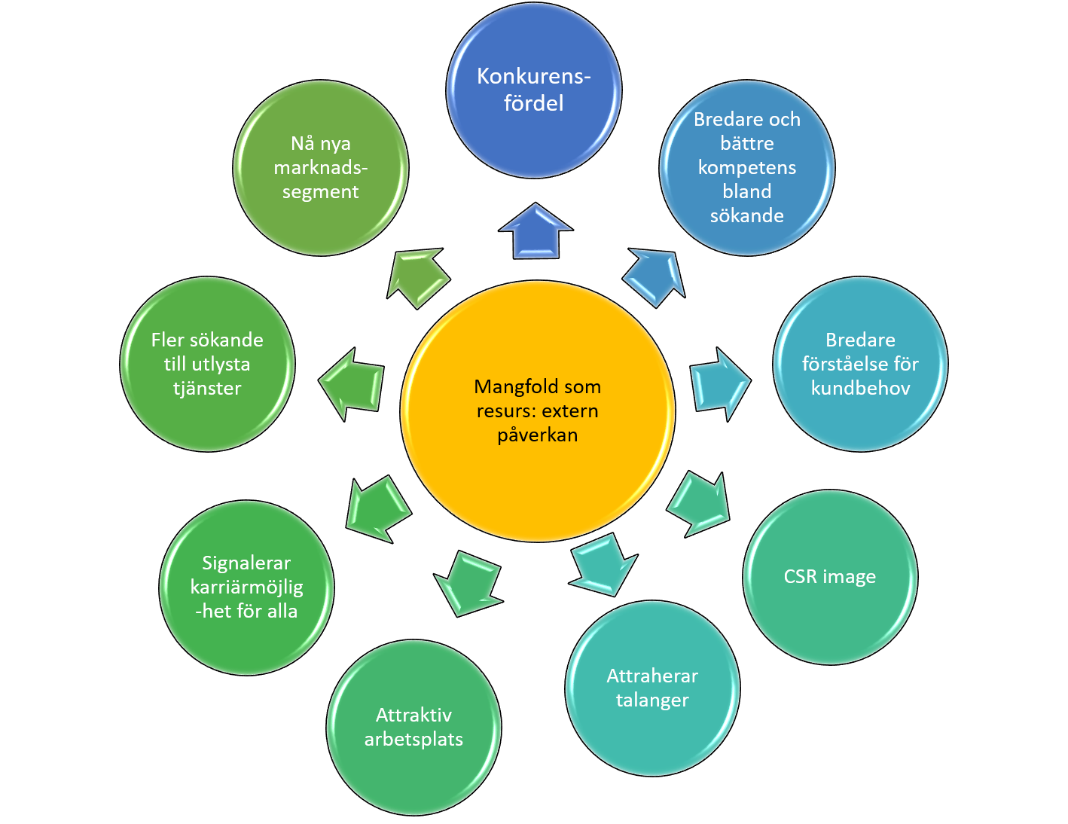 Konkurens-
fördel
Bredare och
bättre
kompetens
bland
sökande
Bredare
förståelse för
kundbehov
CSR image
Attraherar
talanger
Attraktiv
arbetsplats
Signalerar
karriärmöjlig
-het för alla
Fler sökande
till utlysta
tjänster
Nå nya
marknads-
segment
Mangfold som
resurs: extern
påverkan